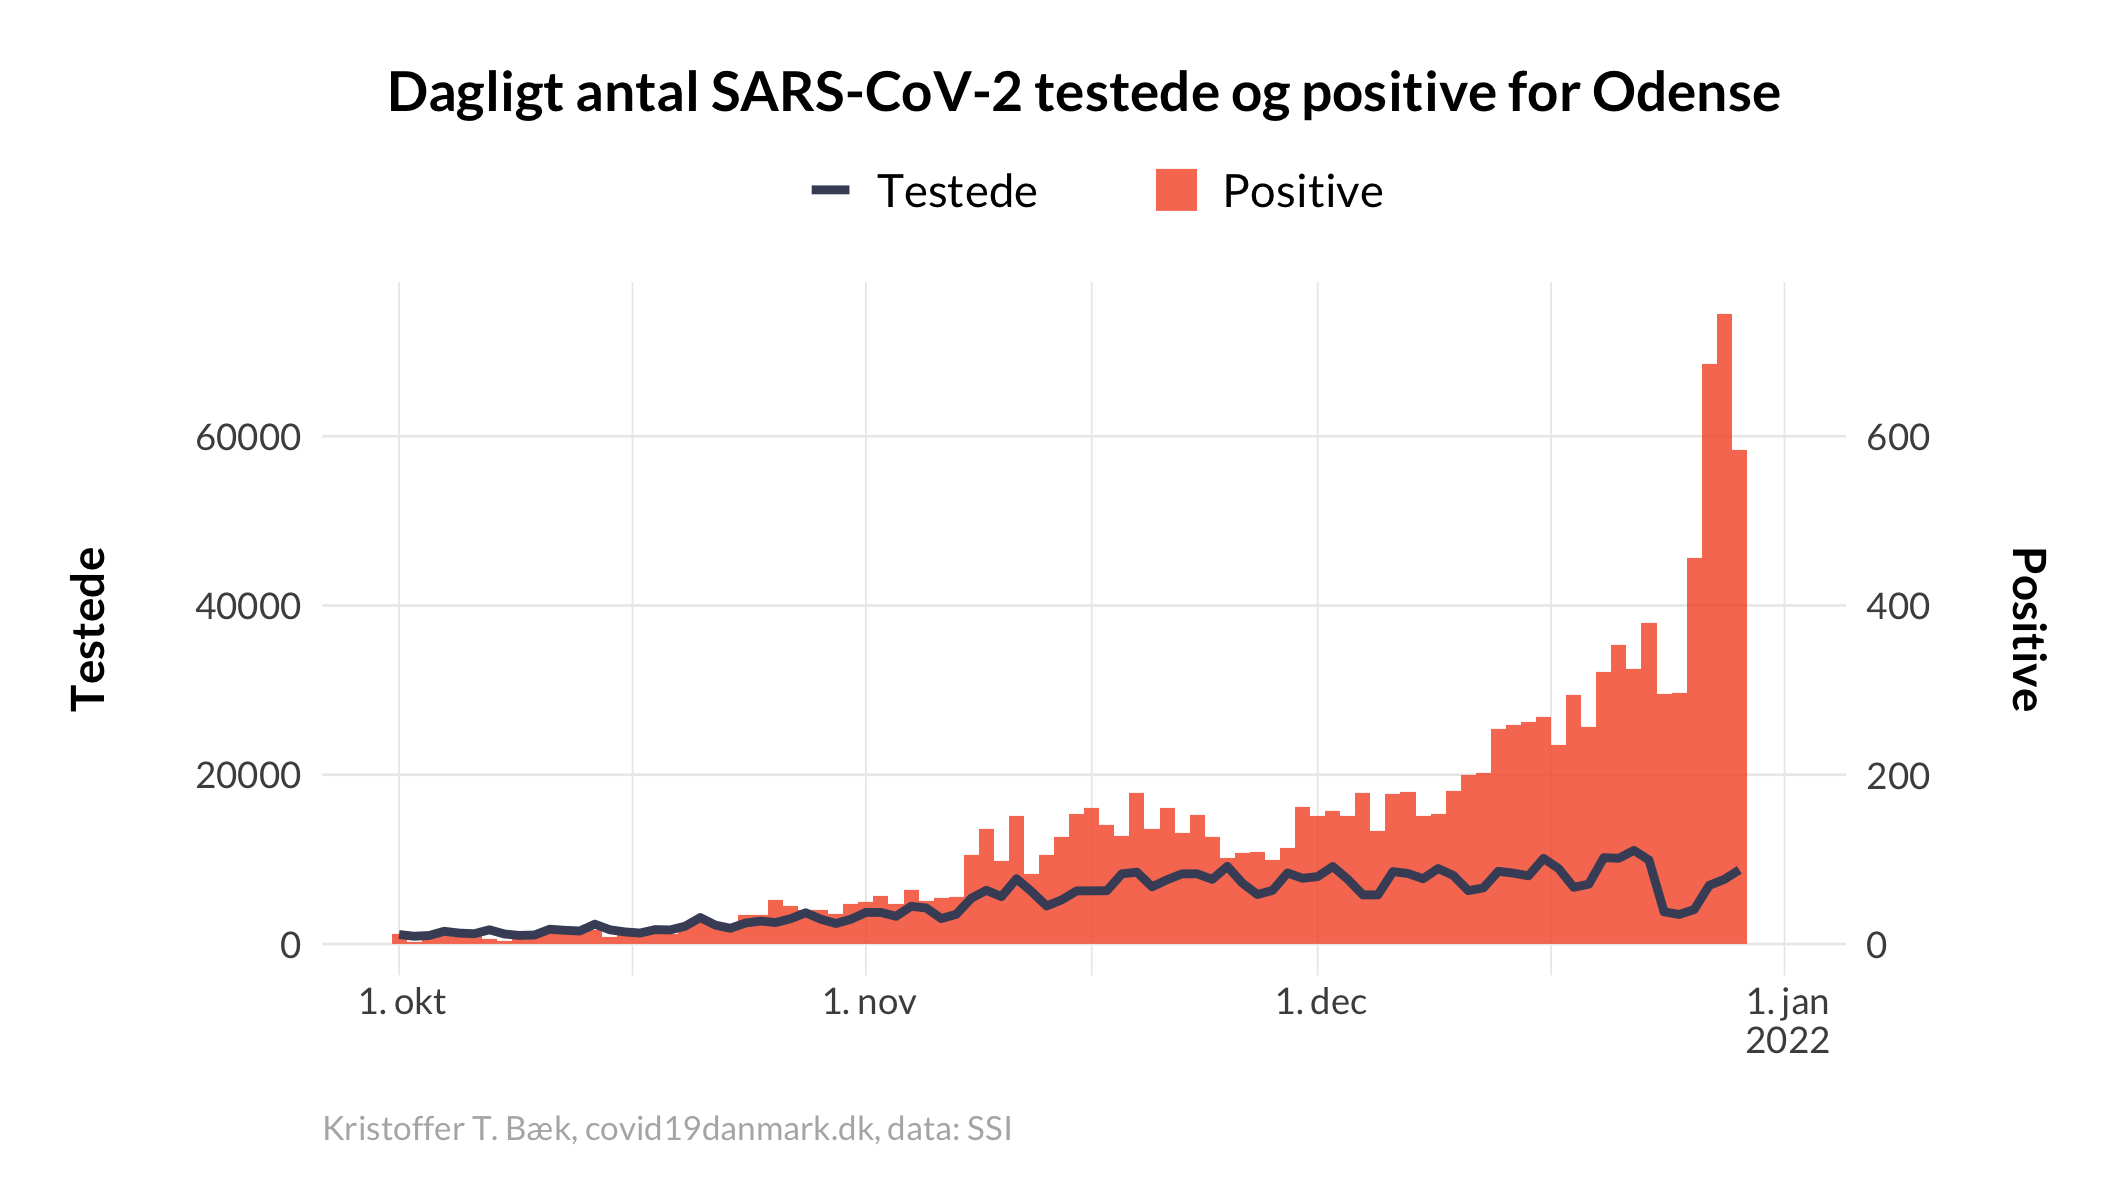 Dagligt antal SARS-CoV-2 testede og positive for Odense
Testede
Positive
Testede
60000
40000
20000
0
600
400
200
0
Positive
1. okt
1. nov
1. dec
1. jan
2022
Kristoffer T. Bæk, covid19danmark.dk, data: SSI